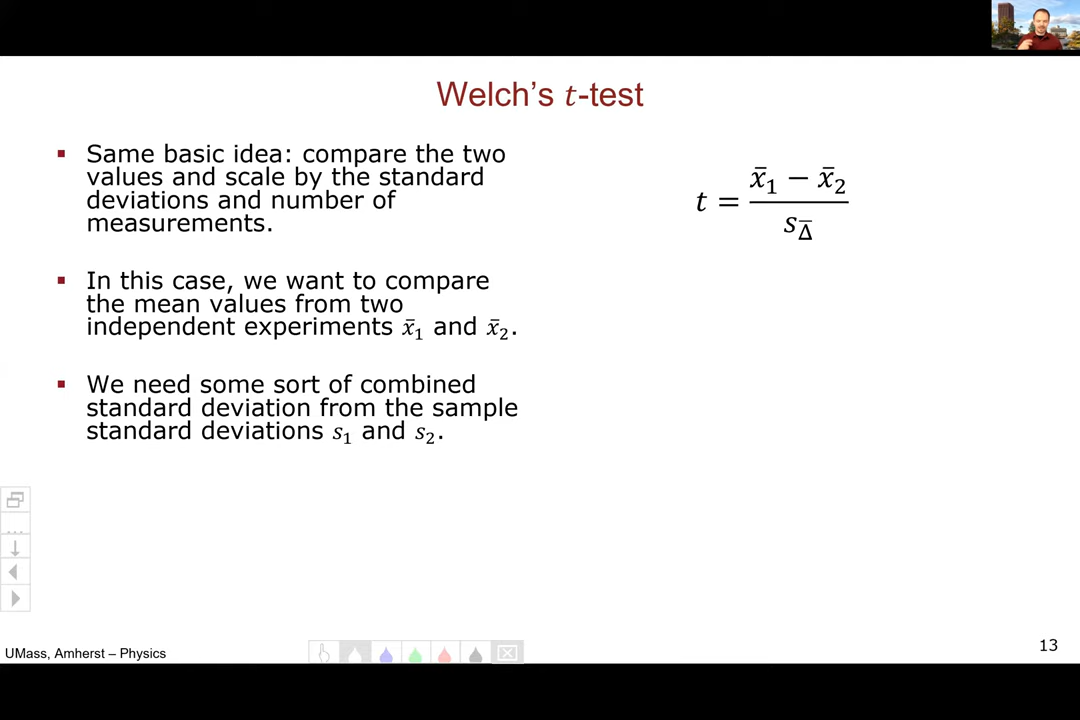 Welch's t-test
▪ Same basic idea: compare the two
values and scale by the standard
deviations and number of
measurements.
▪ In this case, we want to compare
the mean values from two
independent experiments x̄₁ and x̄₂.
▪ We need some sort of combined
standard deviation from the sample
standard deviations s₁ and s₂.
t = (x̄₁ − x̄₂) / s_Δ̄
UMass, Amherst – Physics
13